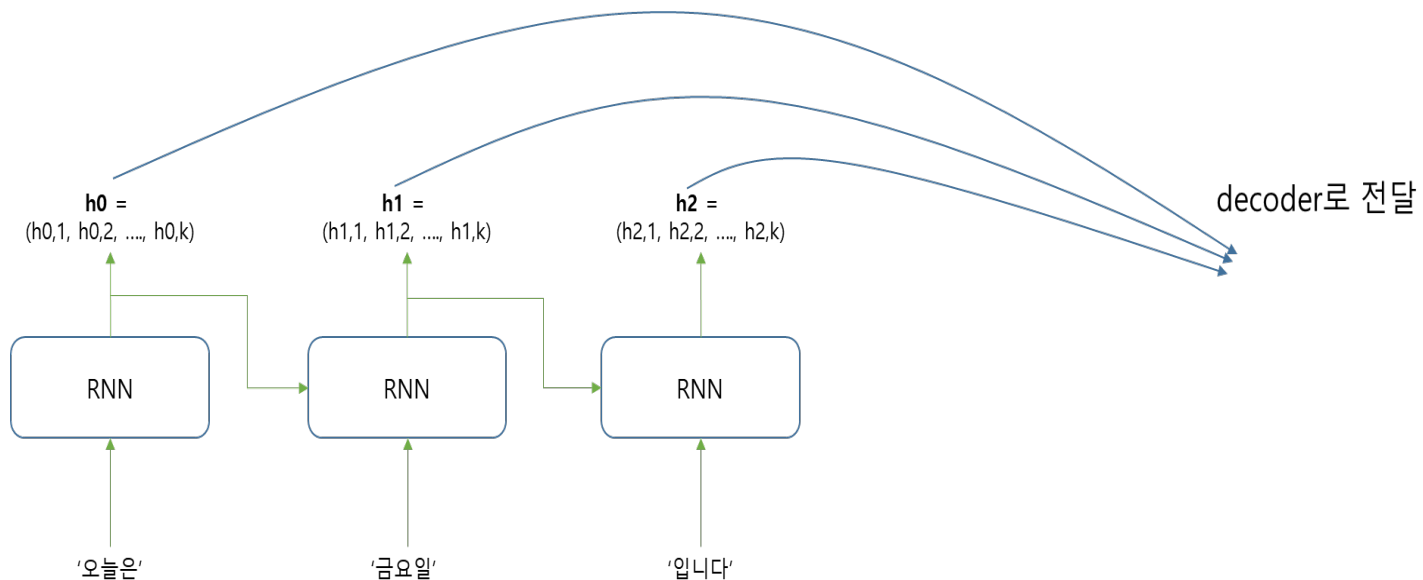 h0 =
(h0,1, h0,2, ...., h0,k)
h1 =
(h1,1, h1,2, ...., h1,k)
h2 =
(h2,1, h2,2, ...., h2,k)
decoder로 전달
RNN
RNN
RNN
‘오늘은’
‘금요일’
‘입니다’